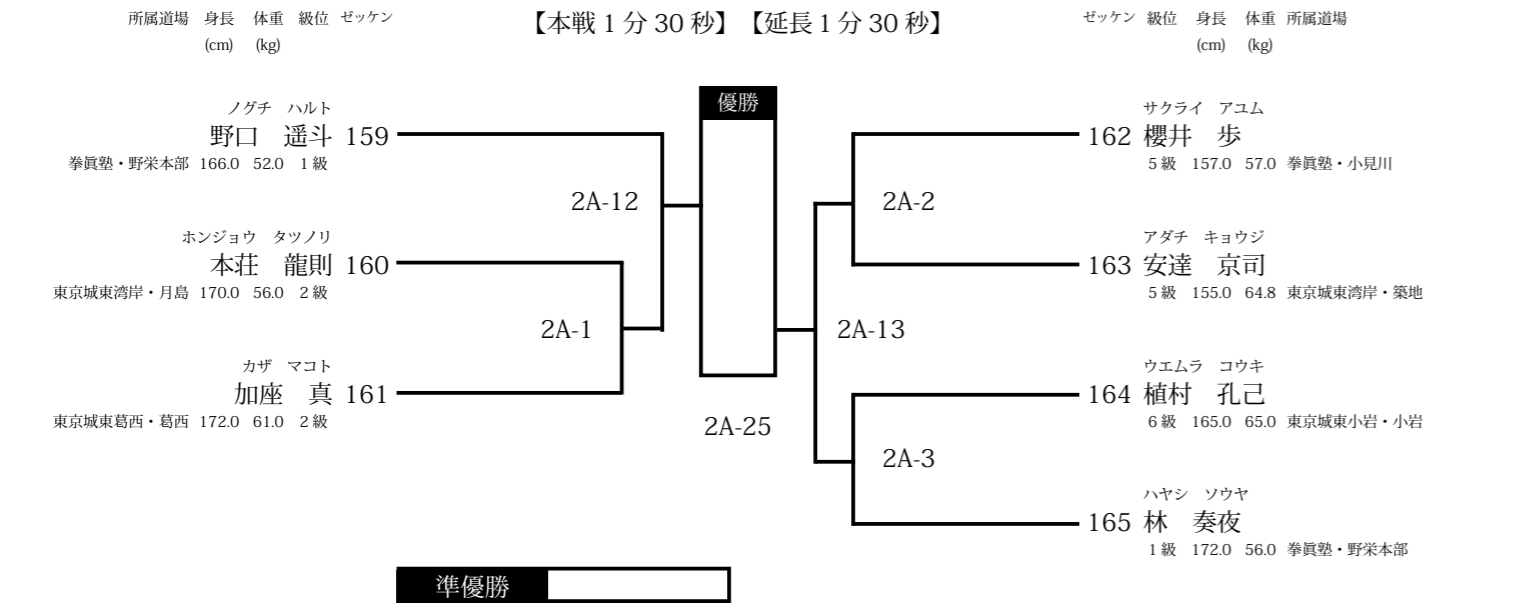 所属道場 身長 体重 級位 ゼッケン
(cm) (kg)
【本戦 1 分 30 秒】【延長 1 分 30 秒】
ゼッケン 級位 身長 体重 所属道場
(cm) (kg)
優勝
ノグチ ハルト
野口 遥斗 159
拳眞塾・野栄本部 166.0 52.0 1 級
2A-12
ホンジョウ タツノリ
本荘 龍則 160
東京城東湾岸・月島 170.0 56.0 2 級
2A-1
カザ マコト
加座 真 161
東京城東葛西・葛西 172.0 61.0 2 級
2A-25
サクライ アユム
162 櫻井 歩
5 級 157.0 57.0 拳眞塾・小見川
2A-2
アダチ キョウジ
163 安達 京司
5 級 155.0 64.8 東京城東湾岸・築地
2A-13
ウエムラ コウキ
164 植村 孔己
6 級 165.0 65.0 東京城東小岩・小岩
2A-3
ハヤシ ソウヤ
165 林 奏夜
1 級 172.0 56.0 拳眞塾・野栄本部
準優勝